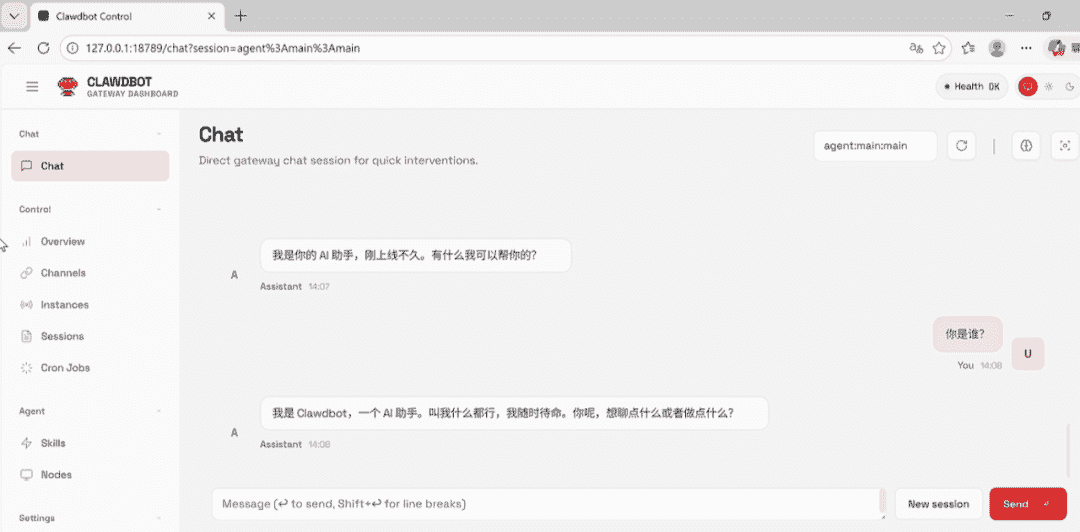 Clawdbot Control
127.0.0.1:18789/chat?session=agent%3Amain%3Amain
CLAWDBOT
GATEWAY DASHBOARD
Health OK
Chat
Chat
Control
Overview
Channels
Instances
Sessions
Cron Jobs
Agent
Skills
Nodes
Settings
Chat
Direct gateway chat session for quick interventions.
agent:main:main
我是你的 AI 助手，刚上线不久。有什么我可以帮你的？
A
Assistant 14:07
你是谁？
U
You 14:08
我是 Clawdbot，一个 AI 助手。叫我什么都行，我随时待命。你呢，想聊点什么或者做点什么？
A
Assistant 14:08
Message (↩ to send, Shift+↩ for line breaks)
New session
Send